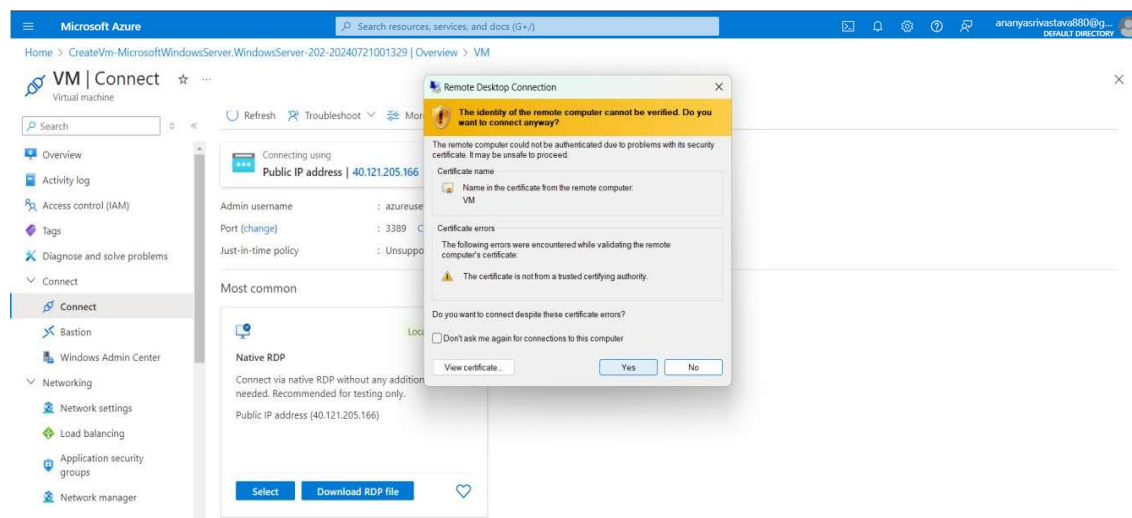 Microsoft Azure
Search resources, services, and docs (G+/)
ananyasrivastava880@g...
DEFAULT DIRECTORY
Home > CreateVm-MicrosoftWindowsServer.WindowsServer-202-20240721001329 | Overview > VM
VM | Connect
Virtual machine
Search
Overview
Activity log
Access control (IAM)
Tags
Diagnose and solve problems
Connect
Connect
Bastion
Windows Admin Center
Networking
Network settings
Load balancing
Application security
groups
Network manager
Refresh Troubleshoot Mor
Connecting using
Public IP address | 40.121.205.166
Admin username : azureuse
Port (change) : 3389 C
Just-in-time policy : Unsuppo
Most common
Loca
Native RDP
Connect via native RDP without any addition
needed. Recommended for testing only.
Public IP address (40.121.205.166)
Select Download RDP file
Remote Desktop Connection
The identity of the remote computer cannot be verified. Do you
want to connect anyway?
The remote computer could not be authenticated due to problems with its security
certificate. It may be unsafe to proceed.
Certificate name
Name in the certificate from the remote computer:
VM
Certificate errors
The following errors were encountered while validating the remote
computer's certificate:
The certificate is not from a trusted certifying authority.
Do you want to connect despite these certificate errors?
Don't ask me again for connections to this computer
View certificate... Yes No